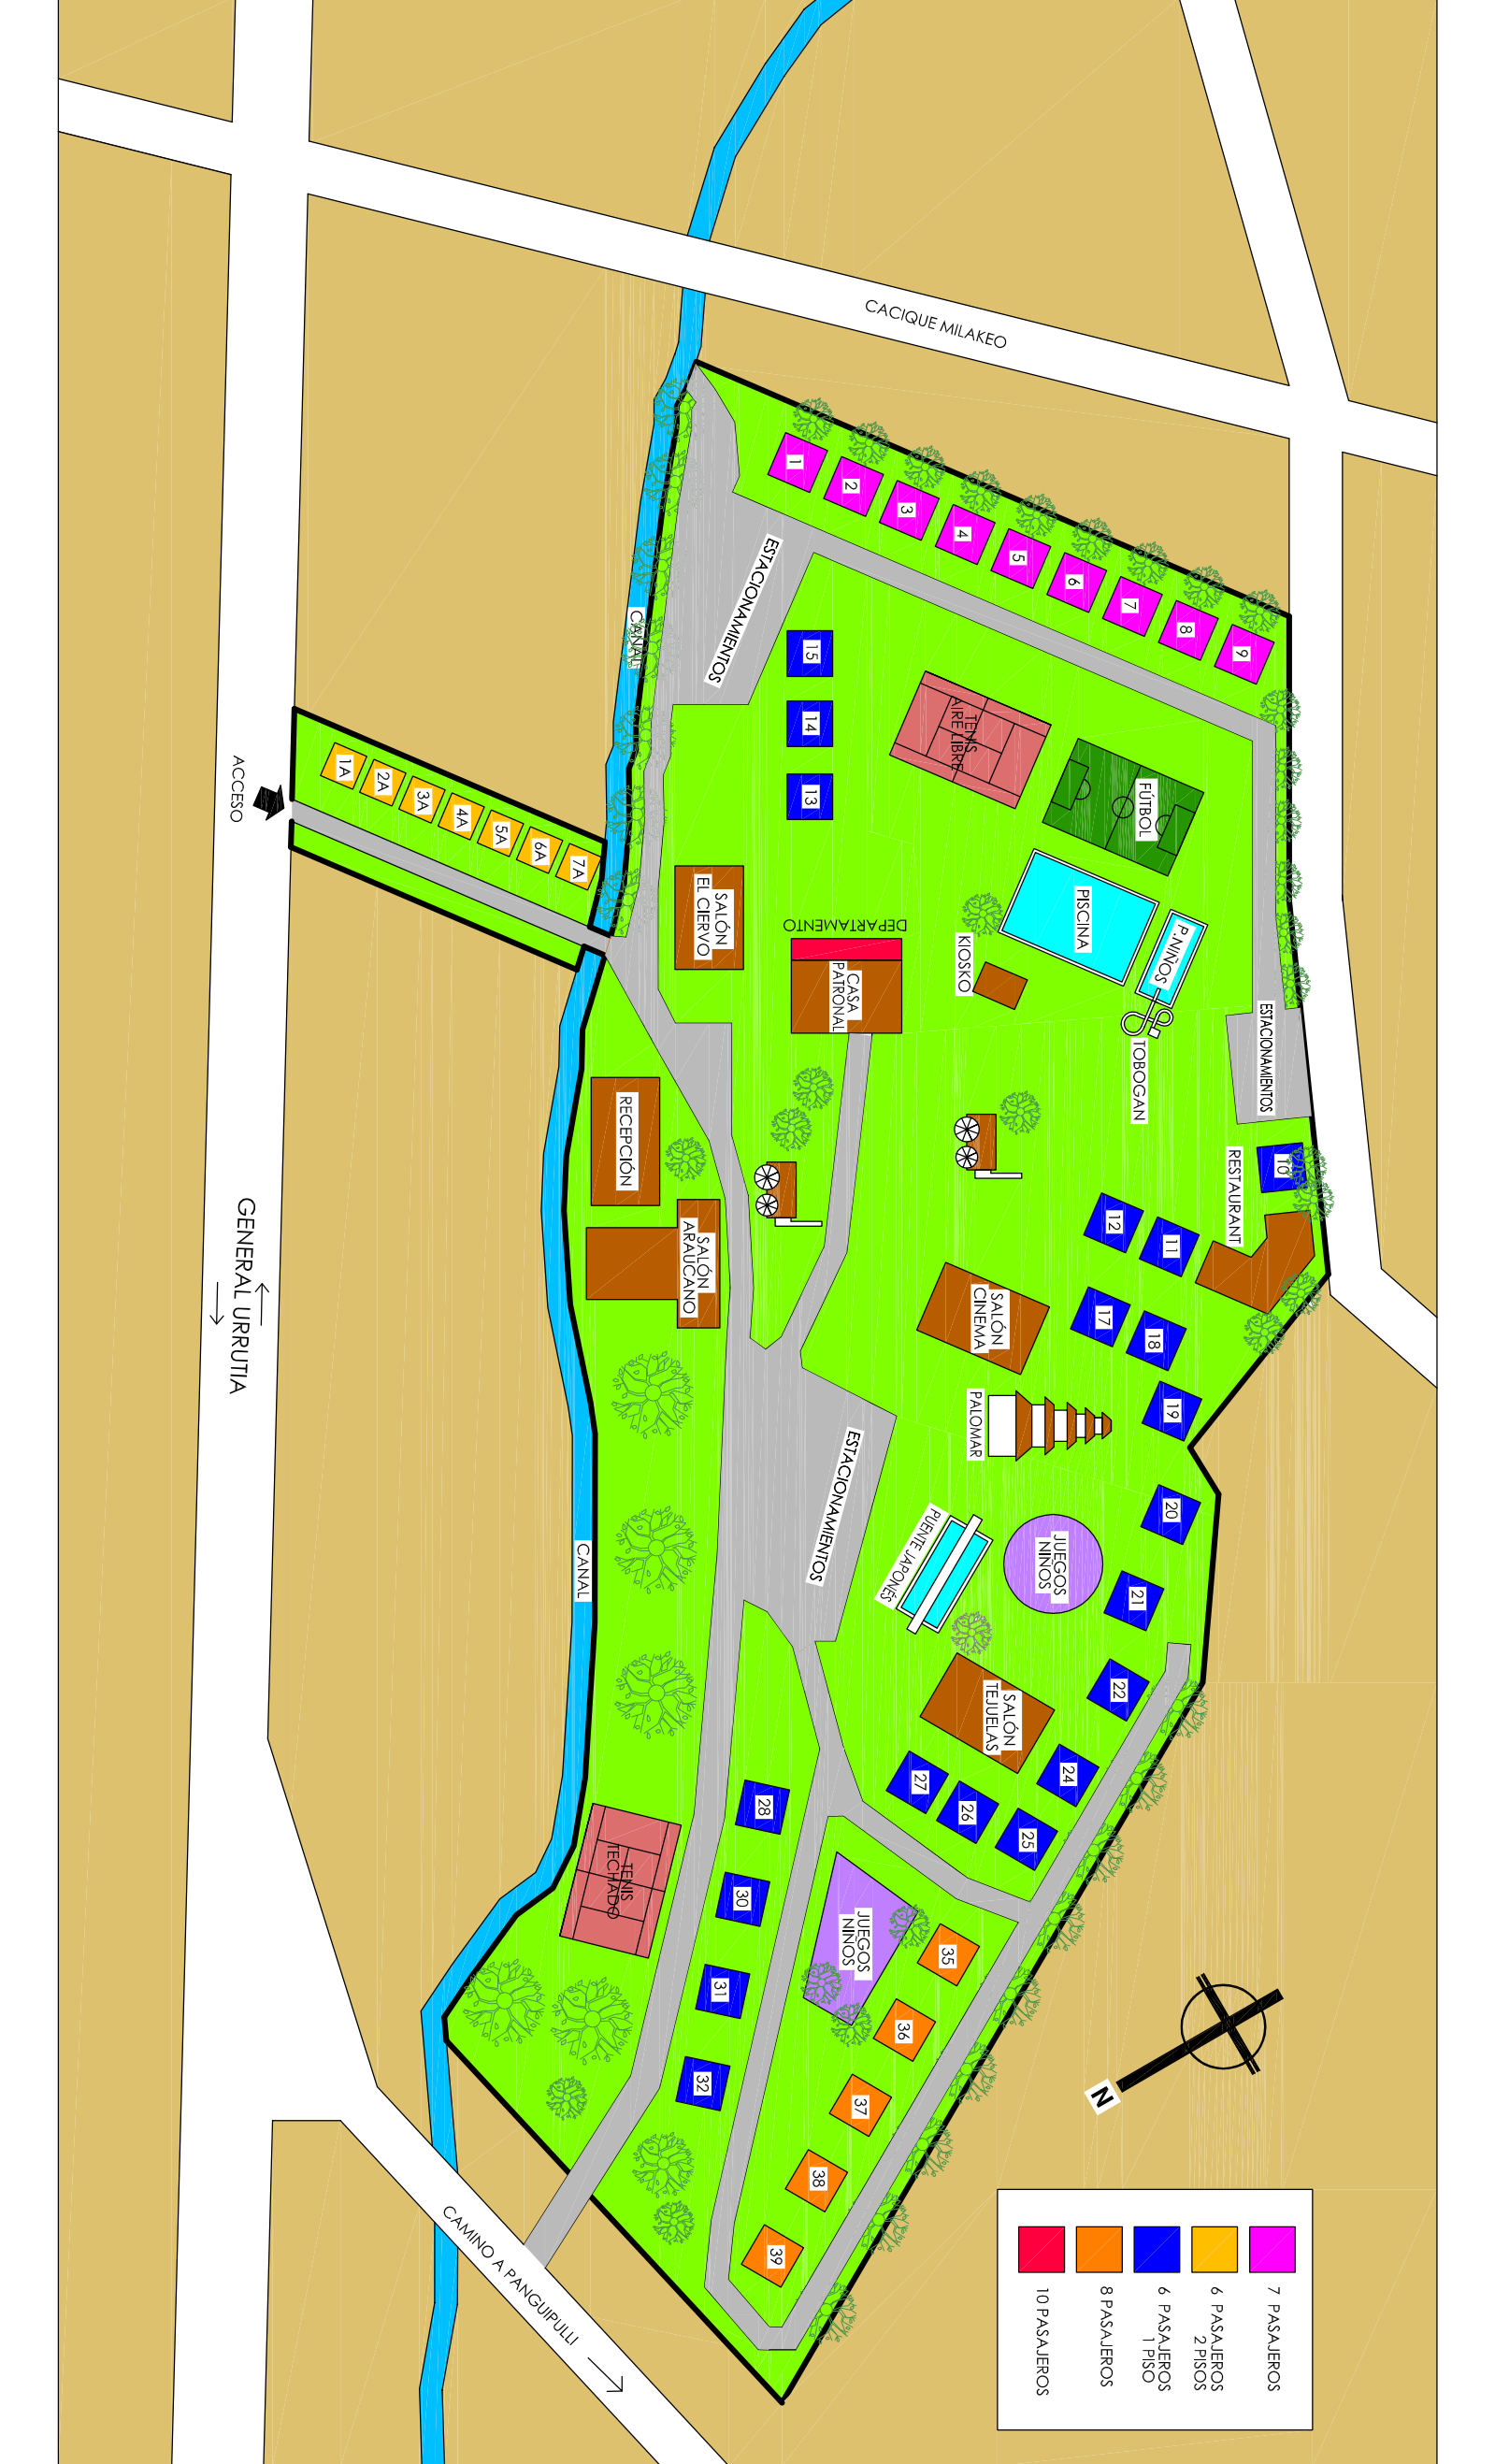 CACIQUE MILAKEO
1
2
3
4
5
6
7
8
9
ESTACIONAMIENTOS
CANAL
15
14
13
TENIS
AIRE LIBRE
FÚTBOL
PISCINA
P.NIÑOS
TOBOGAN
KIOSKO
ESTACIONAMIENTOS
1A
2A
3A
4A
5A
6A
7A
ACCESO
SALÓN
EL CIERVO
DEPARTAMENTO
CASA
PATRONAL
RECEPCIÓN
SALÓN
ARAUCANO
GENERAL URRUTIA
10
RESTAURANT
12
11
17
18
19
SALÓN
CINEMA
PALOMAR
ESTACIONAMIENTOS
CANAL
PUENTE JAPONÉS
JUEGOS
NIÑOS
20
21
22
SALÓN
TEJUELAS
24
25
26
27
28
30
31
32
TENIS
TECHADO
JUEGOS
NIÑOS
35
36
37
38
39
N
CAMINO A PANGUIPULLI
7 PASAJEROS
6 PASAJEROS
2 PISOS
6 PASAJEROS
1 PISO
8 PASAJEROS
10 PASAJEROS